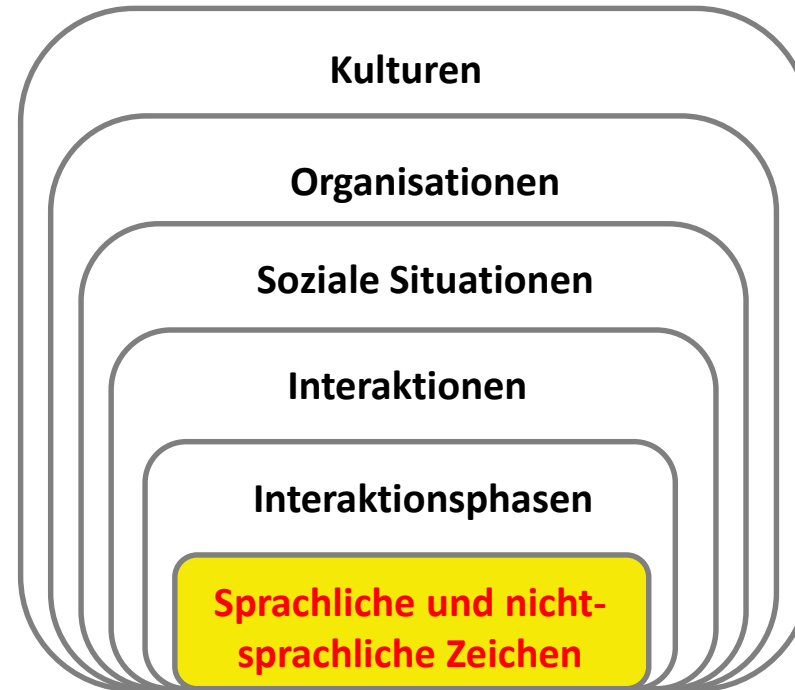 Kulturen
Organisationen
Soziale Situationen
Interaktionen
Interaktionsphasen
Sprachliche und nicht-
sprachliche Zeichen